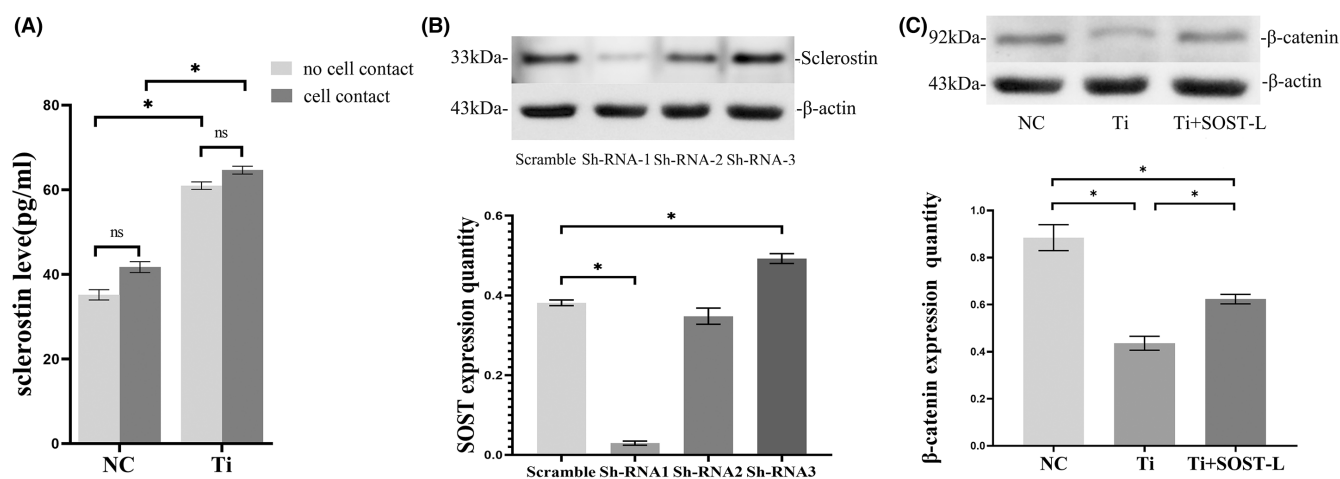 (A)
no cell contact
cell contact
*
*
ns
ns
sclerostin level(pg/ml)
80
60
40
20
0
NC Ti
(B)
33kDa- -Sclerostin
43kDa- -β-actin
Scramble Sh-RNA-1 Sh-RNA-2 Sh-RNA-3
*
*
SOST expression quantity
0.6
0.4
0.2
0.0
Scramble Sh-RNA1 Sh-RNA2 Sh-RNA3
(C)
92kDa- -β-catenin
43kDa- -β-actin
NC Ti Ti+SOST-L
*
* *
β-catenin expression quantity
1.0
0.8
0.6
0.4
0.2
0.0
NC Ti Ti+SOST-L